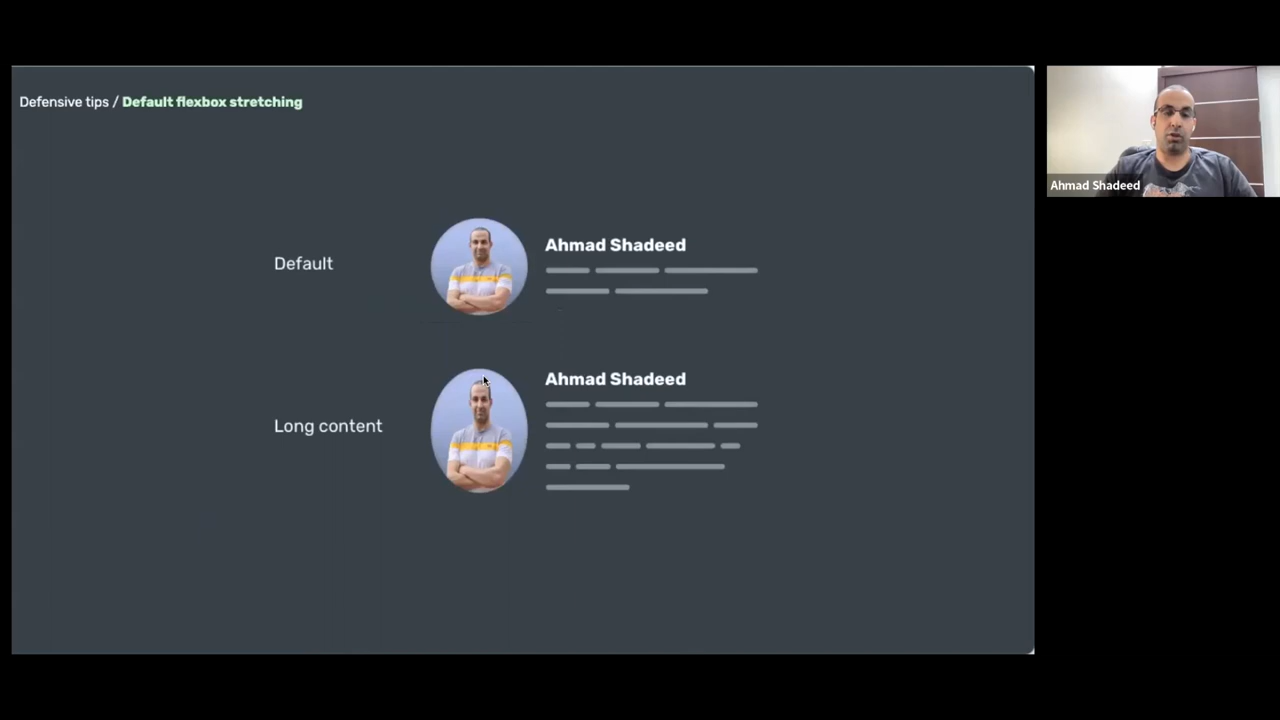 Defensive tips / Default flexbox stretching
Default
Ahmad Shadeed
Long content
Ahmad Shadeed
Ahmad Shadeed